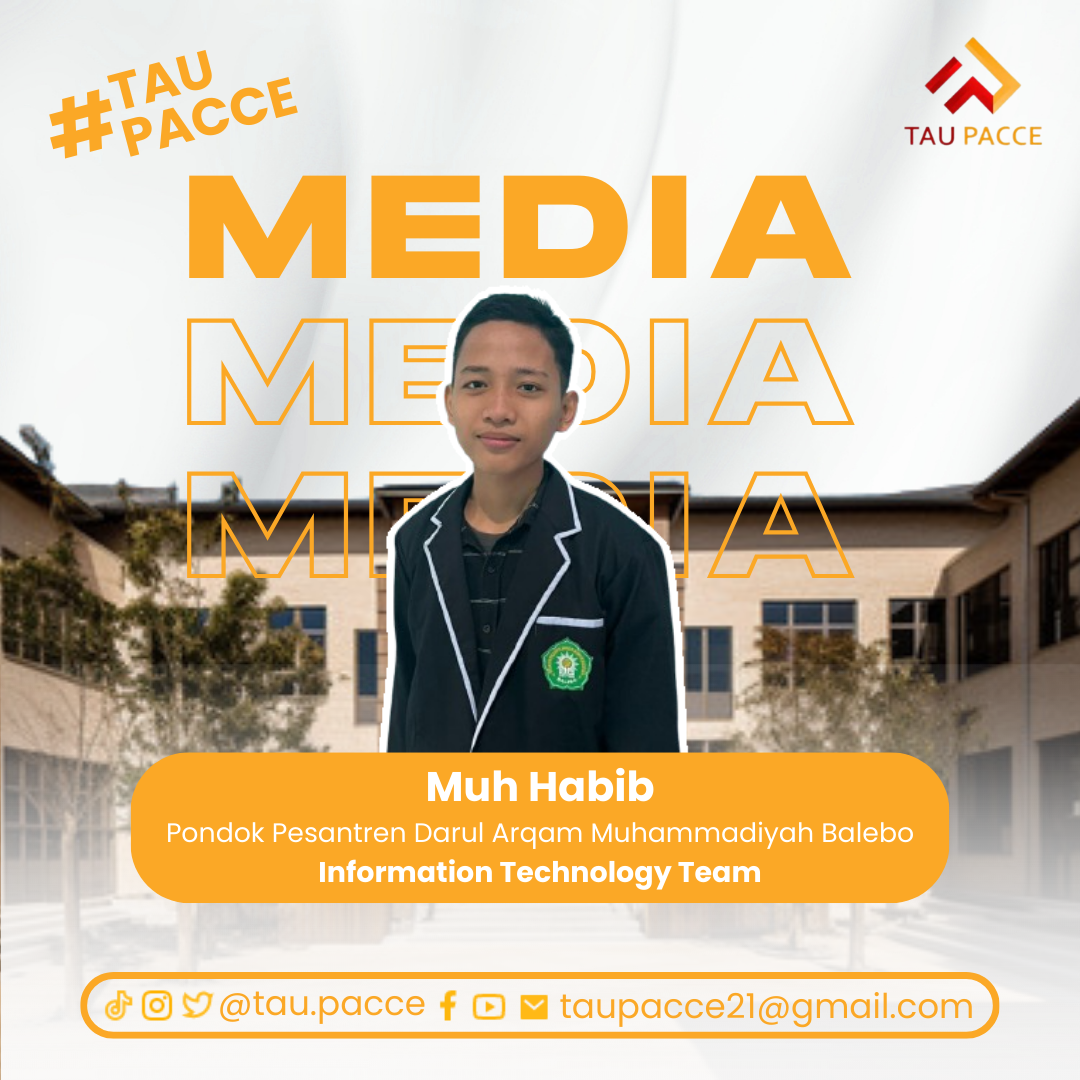 #TAU
PACCE
TAU PACCE
MEDIA
MEDIA
MEDIA
Muh Habib
Pondok Pesantren Darul Arqam Muhammadiyah Balebo
Information Technology Team
@tau.pacce taupacce21@gmail.com